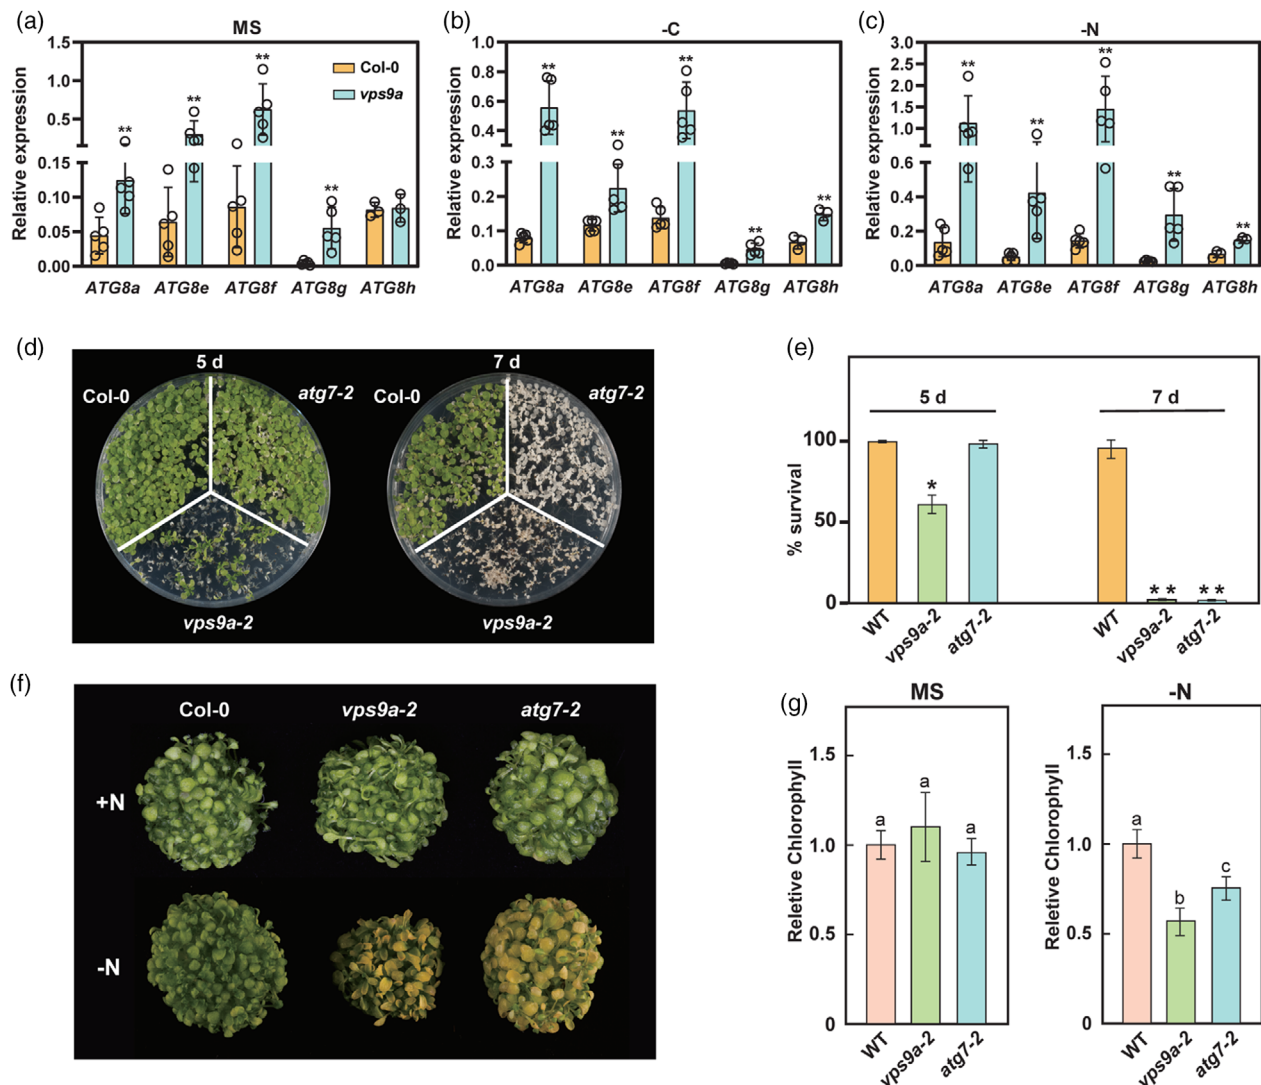 (a)
MS
Relative expression
1.5
1.0
0.5
0.15
0.10
0.05
0.00
** ** ** **
Col-0
vps9a
ATG8a ATG8e ATG8f ATG8g ATG8h
(b)
-C
Relative expression
1.0
0.8
0.6
0.4
0.3
0.2
0.1
0.0
** ** ** ** **
ATG8a ATG8e ATG8f ATG8g ATG8h
(c)
-N
Relative expression
3.0
2.5
2.0
1.5
1.0
0.6
0.4
0.2
0.0
** ** ** ** **
ATG8a ATG8e ATG8f ATG8g ATG8h
(d)
5 d
Col-0
atg7-2
vps9a-2
7 d
Col-0
atg7-2
vps9a-2
(e)
5 d 7 d
% survival
100
50
0
* ** **
WT vps9a-2 atg7-2 WT vps9a-2 atg7-2
(f)
Col-0 vps9a-2 atg7-2
+N
-N
(g)
MS
Reletive Chlorophyll
1.5
1.0
0.5
0
a a a
WT vps9a-2 atg7-2
-N
Reletive Chlorophyll
1.5
1.0
0.5
0
a b c
WT vps9a-2 atg7-2